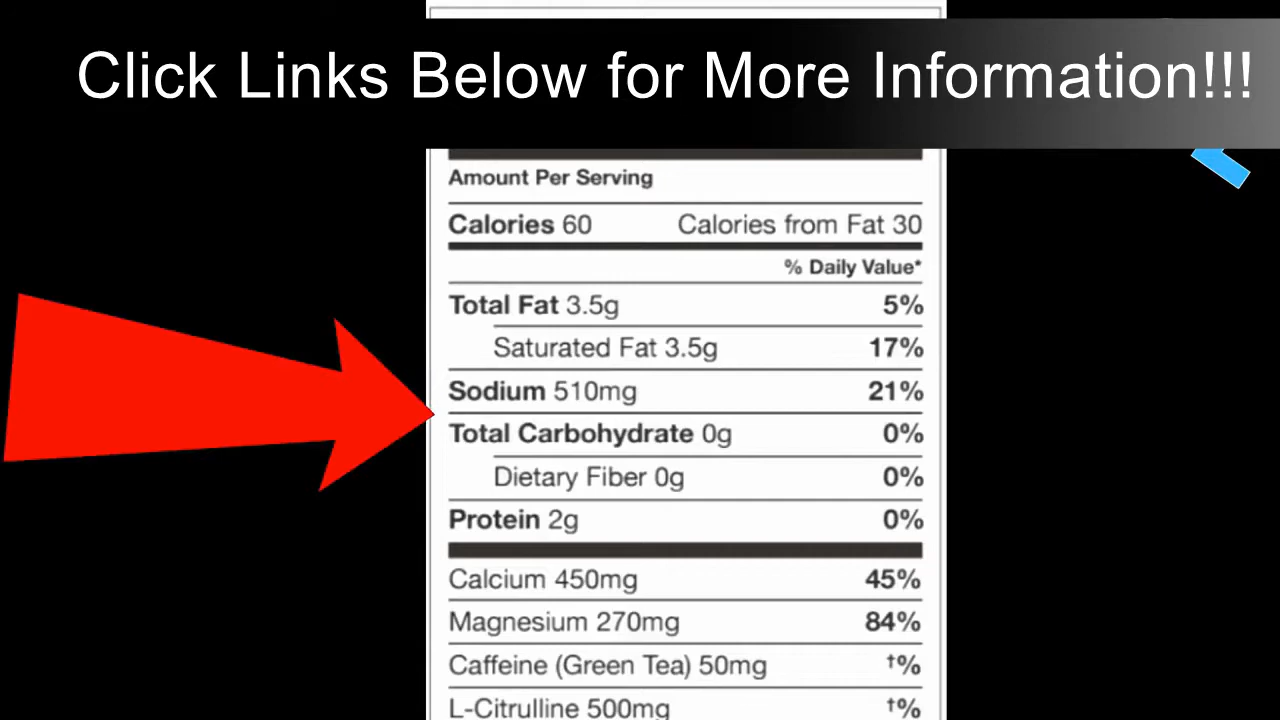 Click Links Below for More Information!!!
Amount Per Serving
Calories 60 Calories from Fat 30
% Daily Value*
Total Fat 3.5g 5%
Saturated Fat 3.5g 17%
Sodium 510mg 21%
Total Carbohydrate 0g 0%
Dietary Fiber 0g 0%
Protein 2g 0%
Calcium 450mg 45%
Magnesium 270mg 84%
Caffeine (Green Tea) 50mg †%
L-Citrulline 500mg †%